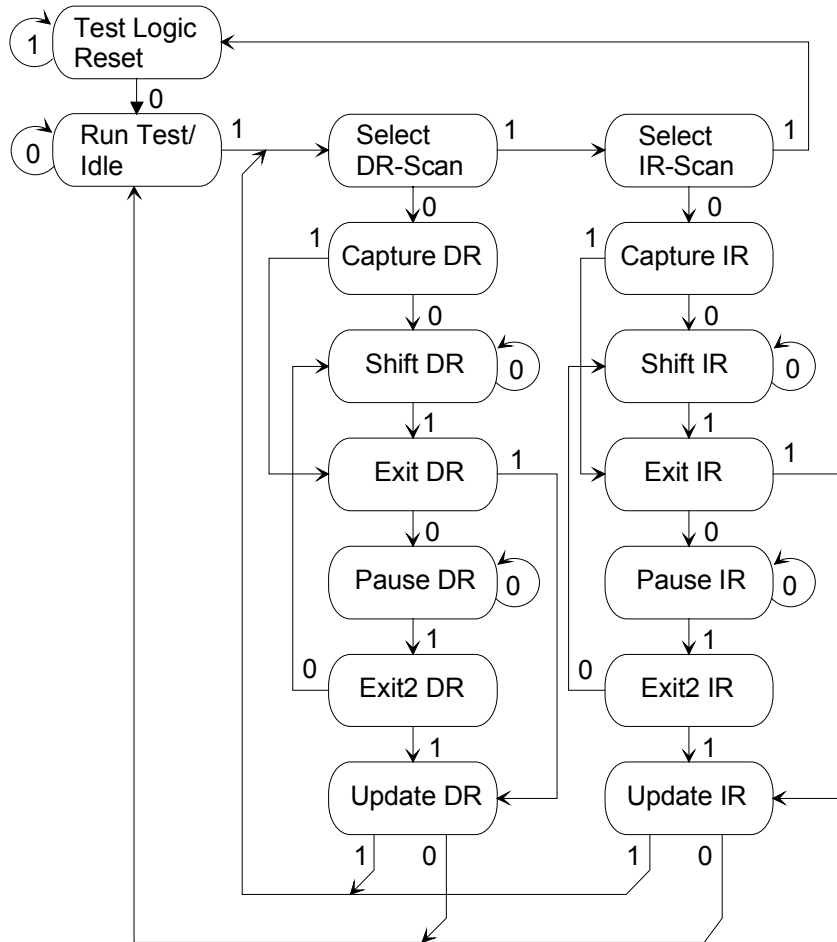 Test Logic
Reset
1
0
Run Test/
Idle
0
1
Select
DR-Scan
1
Select
IR-Scan
1
0
0
1
Capture DR
1
Capture IR
0
0
Shift DR
0
Shift IR
0
1
1
Exit DR
1
Exit IR
1
0
0
Pause DR
0
Pause IR
0
1
1
0
Exit2 DR
0
Exit2 IR
1
1
Update DR
Update IR
1
0
1
0